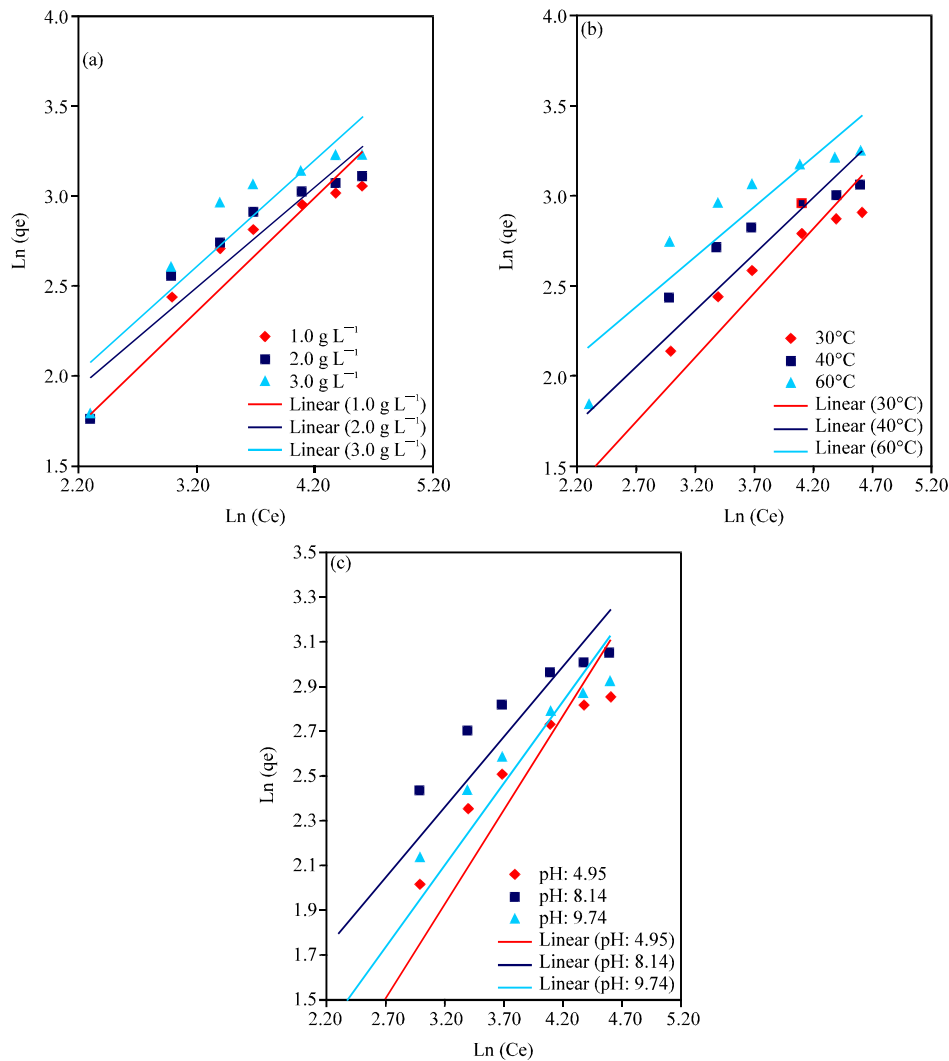 (a)
4.0
3.5
3.0
2.5
2.0
1.5
Ln (qe)
1.0 g L⁻¹
2.0 g L⁻¹
3.0 g L⁻¹
Linear (1.0 g L⁻¹)
Linear (2.0 g L⁻¹)
Linear (3.0 g L⁻¹)
2.20 3.20 4.20 5.20
Ln (Ce)
(b)
4.0
3.5
3.0
2.5
2.0
1.5
Ln (qe)
30°C
40°C
60°C
Linear (30°C)
Linear (40°C)
Linear (60°C)
2.20 2.70 3.20 3.70 4.20 4.70 5.20
Ln (Ce)
(c)
3.5
3.3
3.1
2.9
2.7
2.5
2.3
2.1
1.9
1.7
1.5
Ln (qe)
pH: 4.95
pH: 8.14
pH: 9.74
Linear (pH: 4.95)
Linear (pH: 8.14)
Linear (pH: 9.74)
2.20 2.70 3.20 3.70 4.20 4.70 5.20
Ln (Ce)